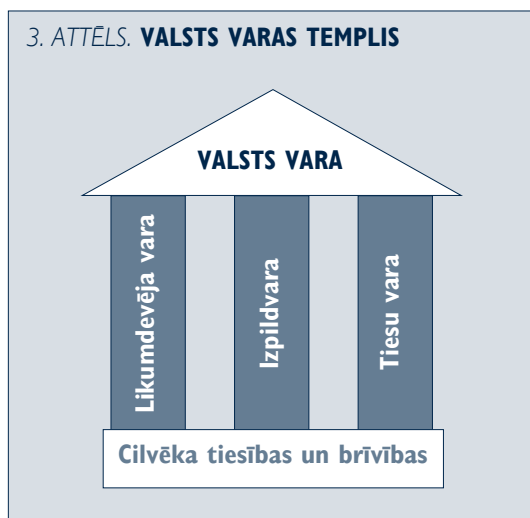 3. ATTĒLS. VALSTS VARAS TEMPLIS
VALSTS VARA
Likumdevēja vara
Izpildvara
Tiesu vara
Cilvēka tiesības un brīvības